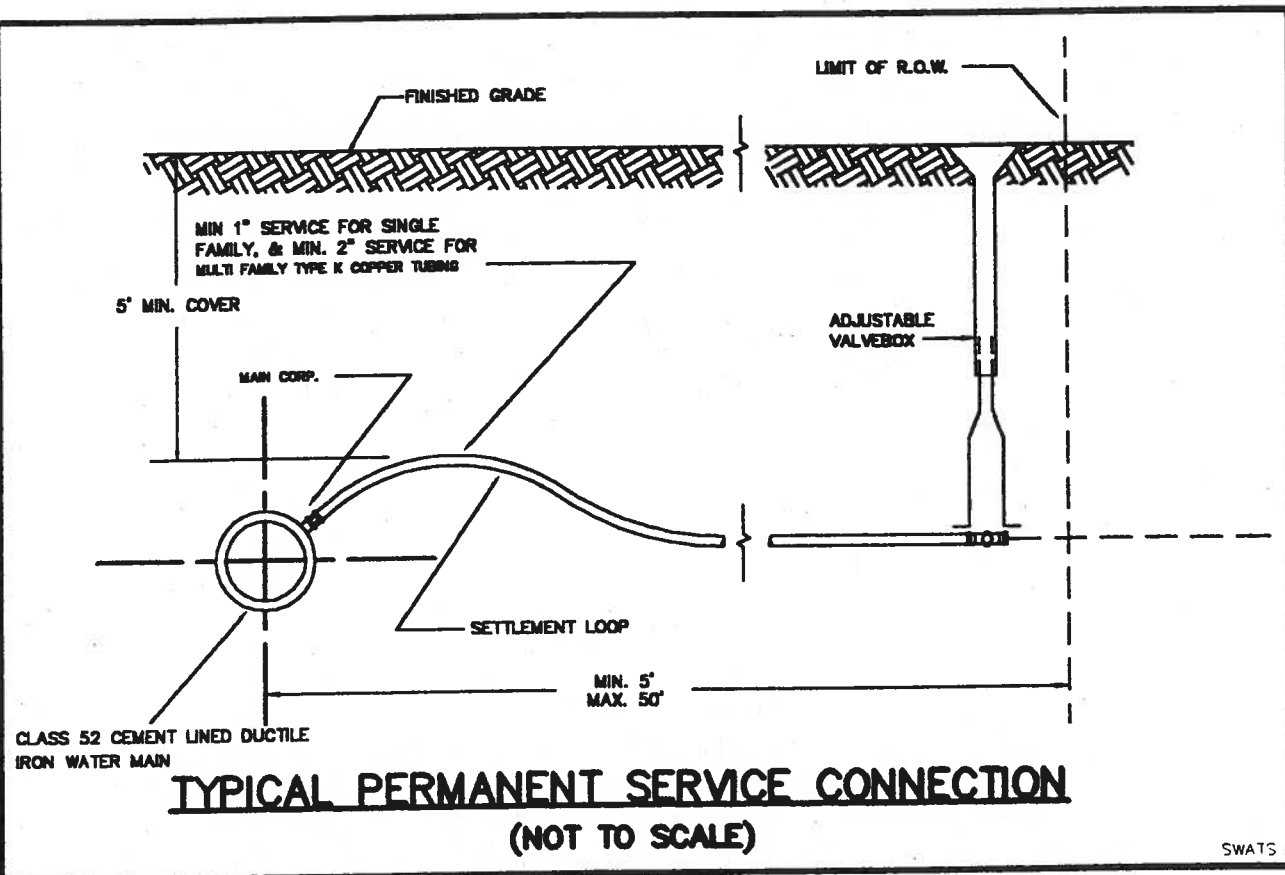 LIMIT OF R.O.W.
FINISHED GRADE
MIN 1" SERVICE FOR SINGLE
FAMILY, & MIN. 2" SERVICE FOR
MULTI FAMILY TYPE K COPPER TUBING
5' MIN. COVER
ADJUSTABLE
VALVEBOX
MAIN CORP.
SETTLEMENT LOOP
MIN. 5'
MAX. 50'
CLASS 52 CEMENT LINED DUCTILE
IRON WATER MAIN
TYPICAL PERMANENT SERVICE CONNECTION
(NOT TO SCALE)
SWATS